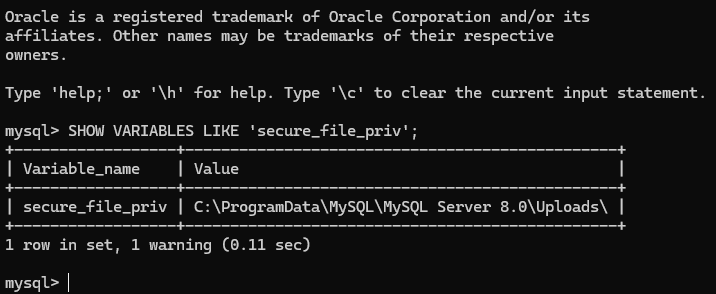 Oracle is a registered trademark of Oracle Corporation and/or its
affiliates. Other names may be trademarks of their respective
owners.
Type 'help;' or '\h' for help. Type '\c' to clear the current input statement.
mysql> SHOW VARIABLES LIKE 'secure_file_priv';
+------------------+------------------------------------------------+
| Variable_name    | Value                                          |
+------------------+------------------------------------------------+
| secure_file_priv | C:\ProgramData\MySQL\MySQL Server 8.0\Uploads\ |
+------------------+------------------------------------------------+
1 row in set, 1 warning (0.11 sec)
mysql>